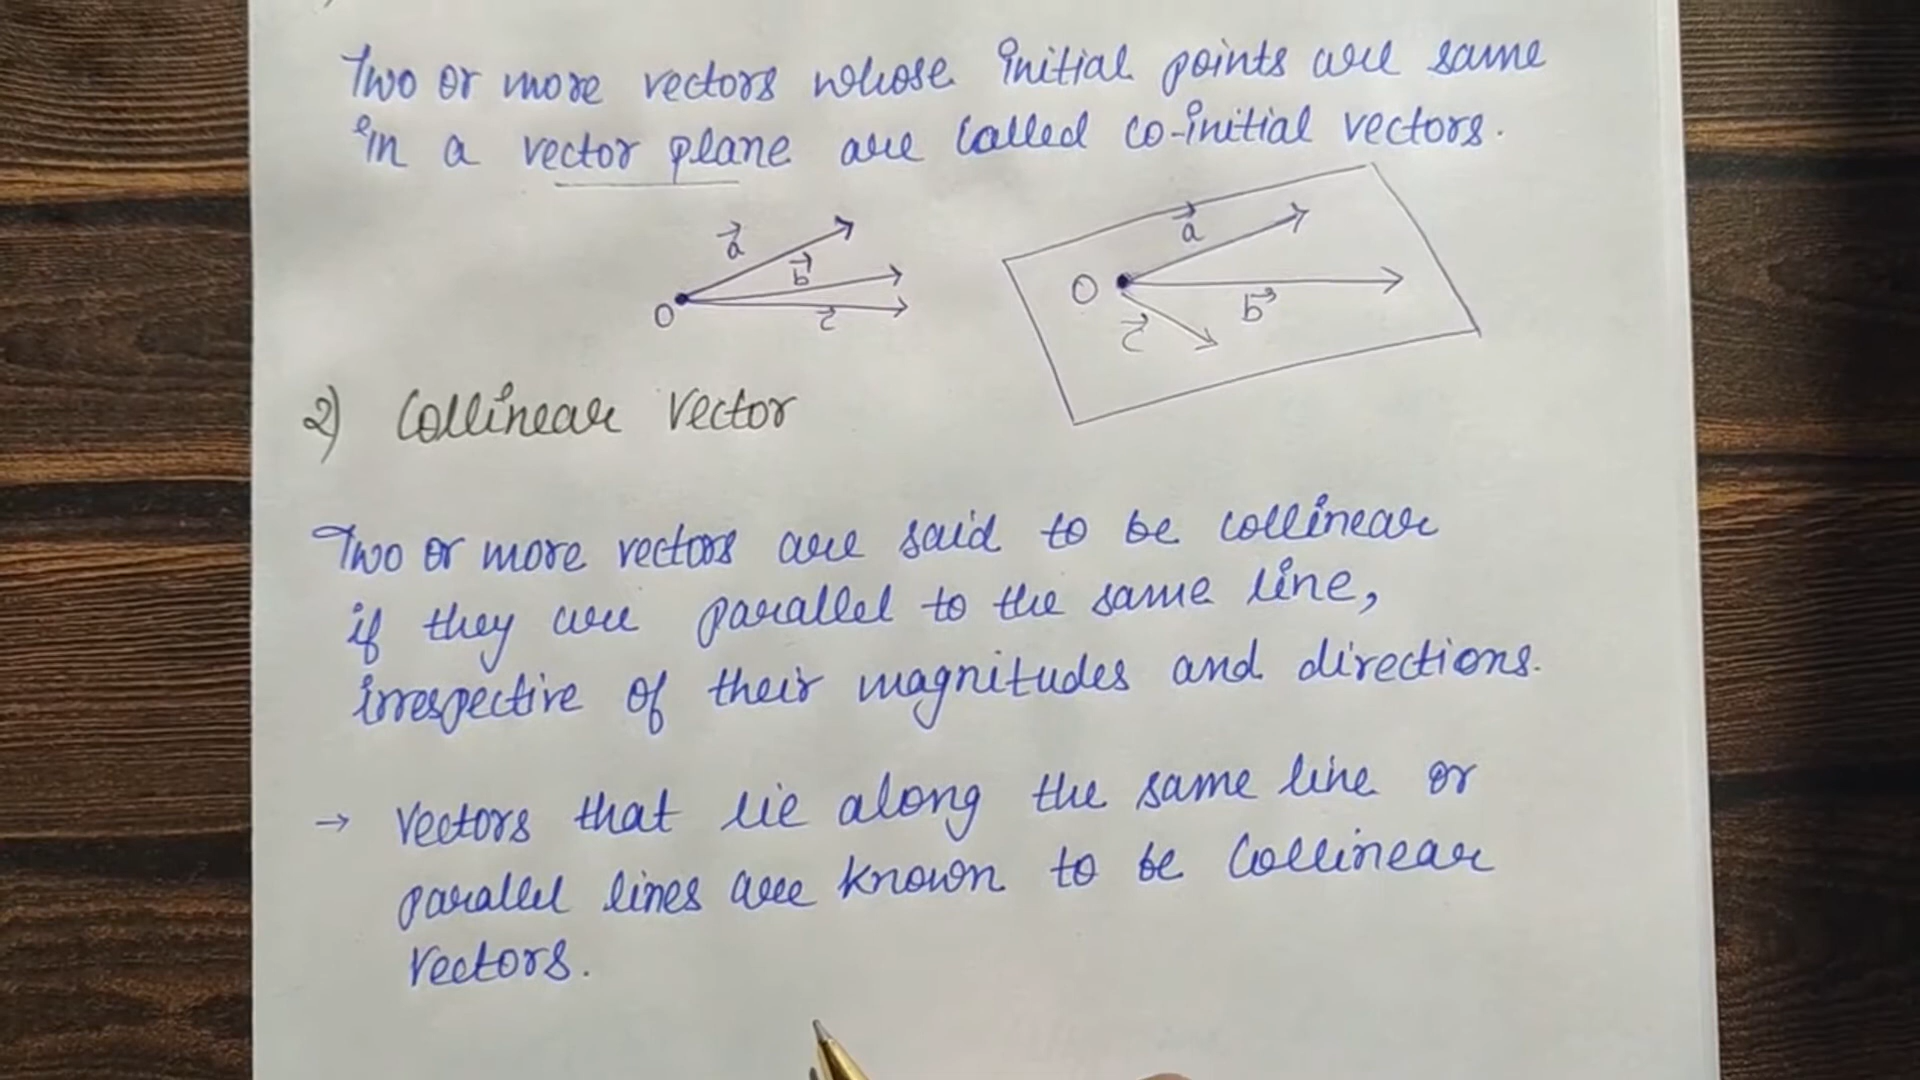 Two or more vectors whose initial points are same
in a vector plane are called co-initial vectors.
a⃗
b⃗
c⃗
O
a⃗
O
b⃗
c⃗
2) Collinear Vector
Two or more vectors are said to be collinear
if they are parallel to the same line,
irrespective of their magnitudes and directions.
→ Vectors that lie along the same line or
parallel lines are known to be Collinear
Vectors.